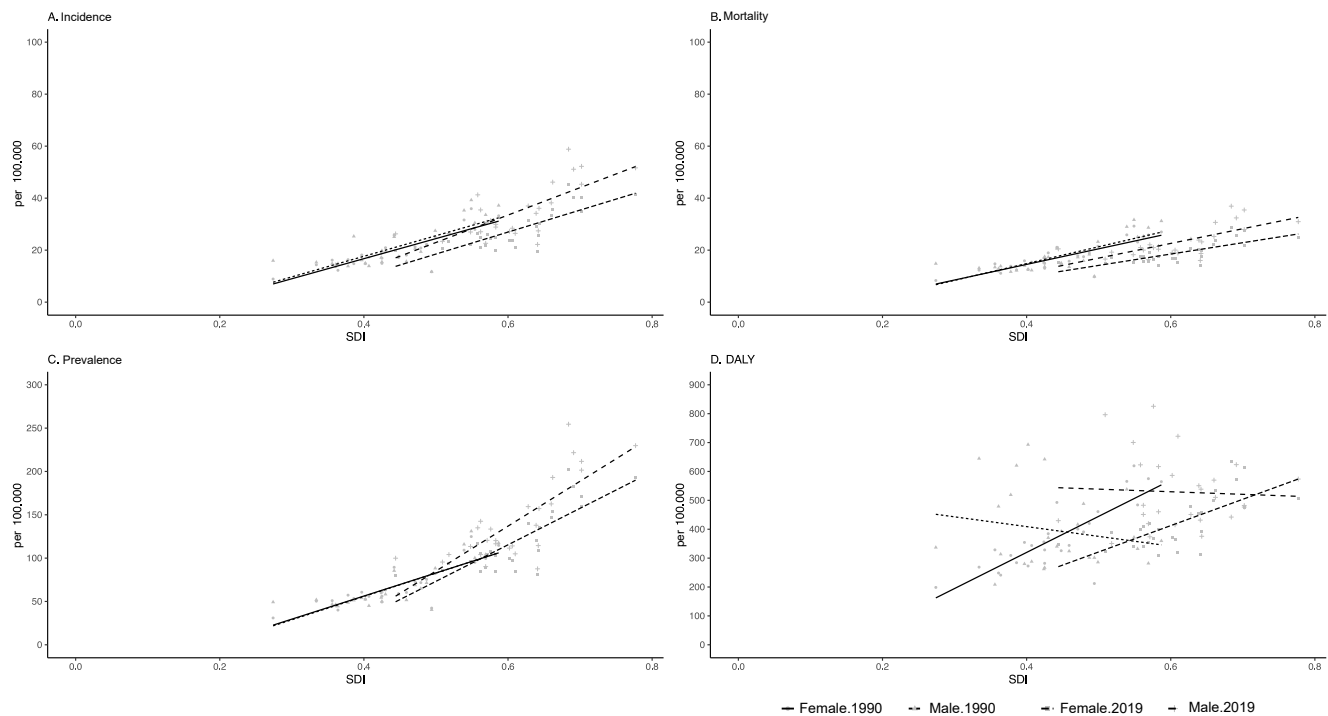 A. Incidence
100
80
60
40
20
0
per 100.000
0.0 0.2 0.4 0.6 0.8
SDI
B. Mortality
100
80
60
40
20
0
per 100.000
0.0 0.2 0.4 0.6 0.8
SDI
C. Prevalence
300
250
200
150
100
50
0
per 100.000
0.0 0.2 0.4 0.6 0.8
SDI
D. DALY
900
800
700
600
500
400
300
200
100
0
per 100.000
0.0 0.2 0.4 0.6 0.8
SDI
Female.1990 Male.1990 Female.2019 Male.2019